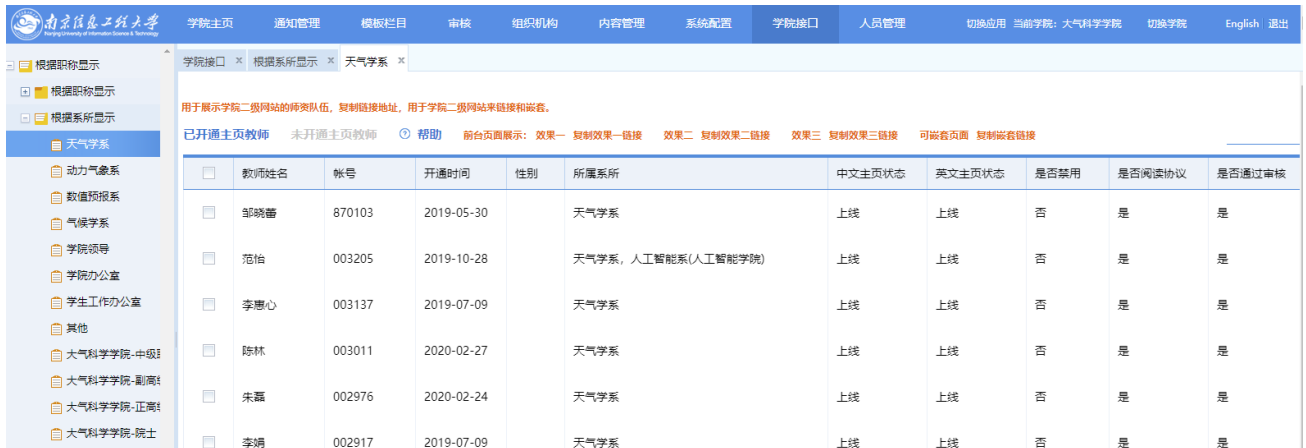 南京信息工程大学
Nanjing University of Information Science & Technology
学院主页 通知管理 模板栏目 审核 组织机构 内容管理 系统配置 学院接口 人员管理 切换应用 当前学院：大气科学学院 切换学院 English 退出
根据职称显示
根据职称显示
根据系所显示
天气学系
动力气象系
数值预报系
气候学系
学院领导
学院办公室
学生工作办公室
其他
大气科学学院-中级
大气科学学院-副高
大气科学学院-正高
大气科学学院-院士
学院接口 × 根据系所显示 × 天气学系 ×
用于展示学院二级网站的师资队伍，复制链接地址，用于学院二级网站来链接和嵌套。
已开通主页教师 未开通主页教师 ? 帮助 前台页面展示： 效果一 复制效果一链接 效果二 复制效果二链接 效果三 复制效果三链接 可嵌套页面 复制嵌套链接
教师姓名 帐号 开通时间 性别 所属系所 中文主页状态 英文主页状态 是否禁用 是否阅读协议 是否通过审核
邹晓蕾 870103 2019-05-30 天气学系 上线 上线 否 是 是
范怡 003205 2019-10-28 天气学系，人工智能系(人工智能学院) 上线 上线 否 是 是
李惠心 003137 2019-07-09 天气学系 上线 上线 否 是 是
陈林 003011 2020-02-27 天气学系 上线 上线 否 是 是
朱磊 002976 2020-02-24 天气学系 上线 上线 否 是 是
李娟 002917 2019-07-09 天气学系 上线 上线 否 是 是